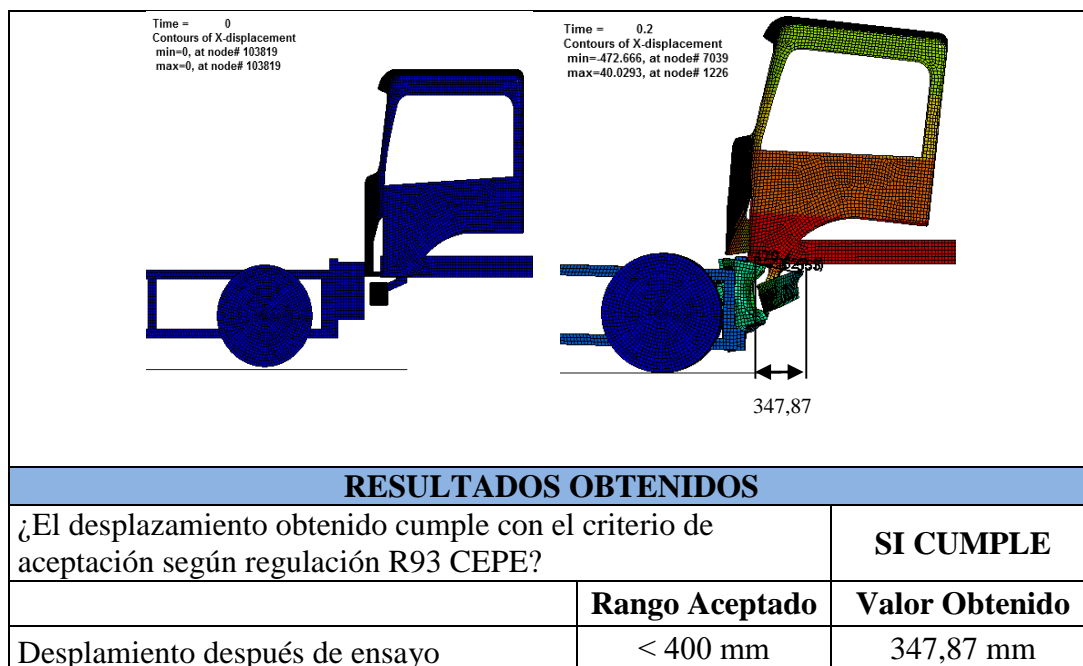 Time = 0
Contours of X-displacement
min=0, at node# 103819
max=0, at node# 103819
Time = 0.2
Contours of X-displacement
min=-472.666, at node# 7039
max=40.0293, at node# 1226
347,87
RESULTADOS OBTENIDOS
¿El desplazamiento obtenido cumple con el criterio de
aceptación según regulación R93 CEPE?
SI CUMPLE
Rango Aceptado
Valor Obtenido
Desplamiento después de ensayo
< 400 mm
347,87 mm